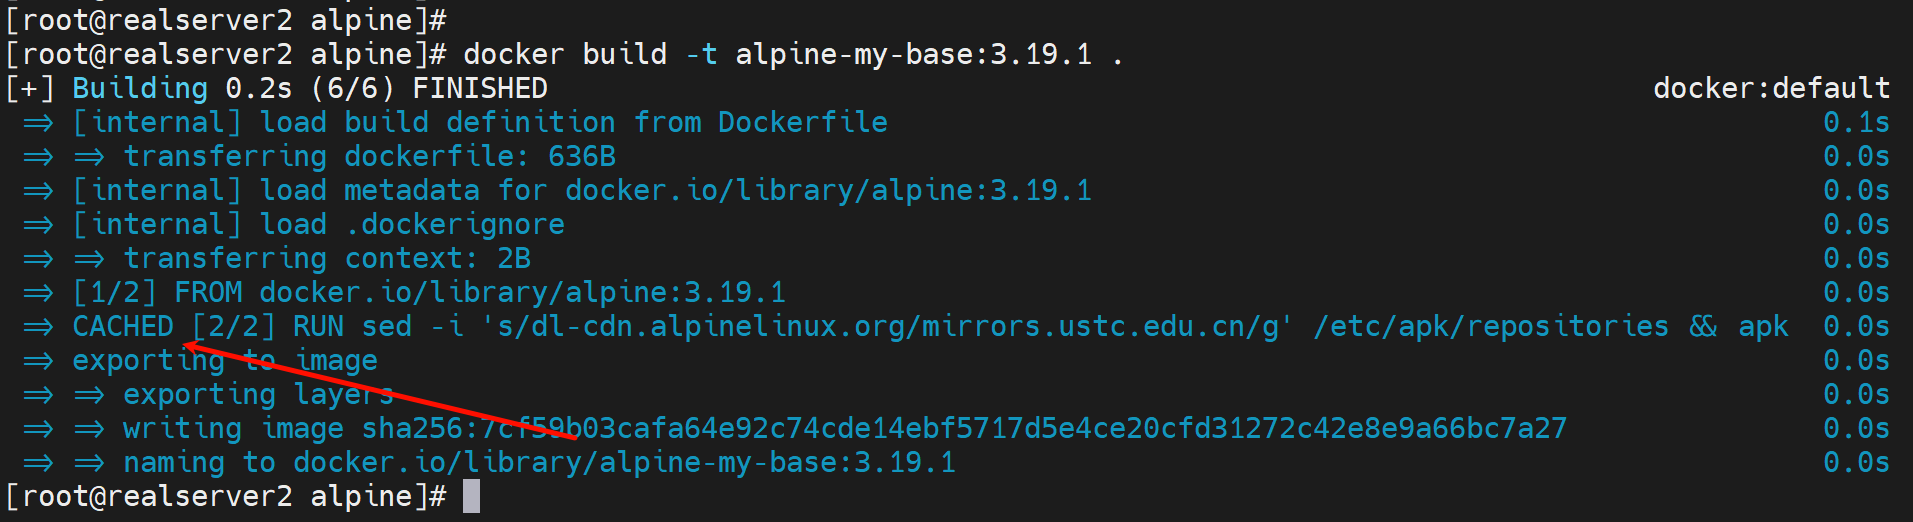 [root@realserver2 alpine]#
[root@realserver2 alpine]# docker build -t alpine-my-base:3.19.1 .
[+] Building 0.2s (6/6) FINISHED docker:default
=> [internal] load build definition from Dockerfile 0.1s
=> => transferring dockerfile: 636B 0.0s
=> [internal] load metadata for docker.io/library/alpine:3.19.1 0.0s
=> [internal] load .dockerignore 0.0s
=> => transferring context: 2B 0.0s
=> [1/2] FROM docker.io/library/alpine:3.19.1 0.0s
=> CACHED [2/2] RUN sed -i 's/dl-cdn.alpinelinux.org/mirrors.ustc.edu.cn/g' /etc/apk/repositories && apk 0.0s
=> exporting to image 0.0s
=> => exporting layers 0.0s
=> => writing image sha256:7cf59b03cafa64e92c74cde14ebf5717d5e4ce20cfd31272c42e8e9a66bc7a27 0.0s
=> => naming to docker.io/library/alpine-my-base:3.19.1 0.0s
[root@realserver2 alpine]#